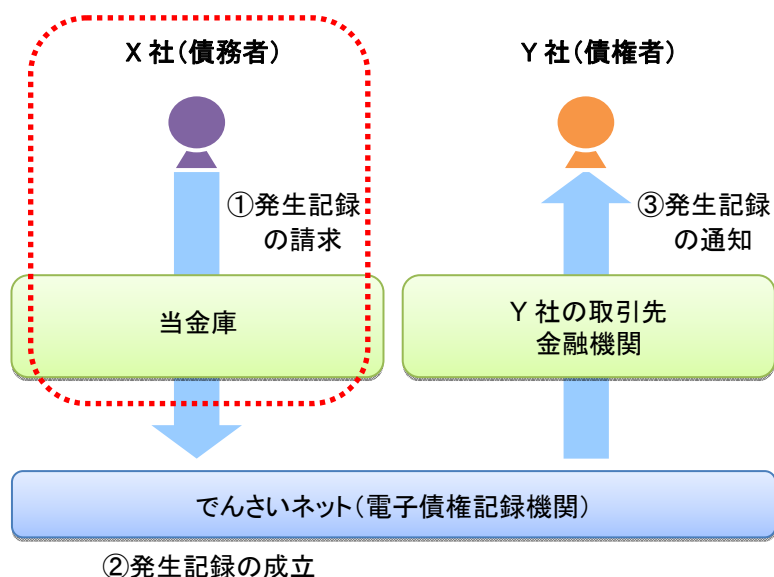 X 社(債務者)
Y 社(債権者)
①発生記録
の請求
③発生記録
の通知
当金庫
Y 社の取引先
金融機関
でんさいネット(電子債権記録機関)
②発生記録の成立